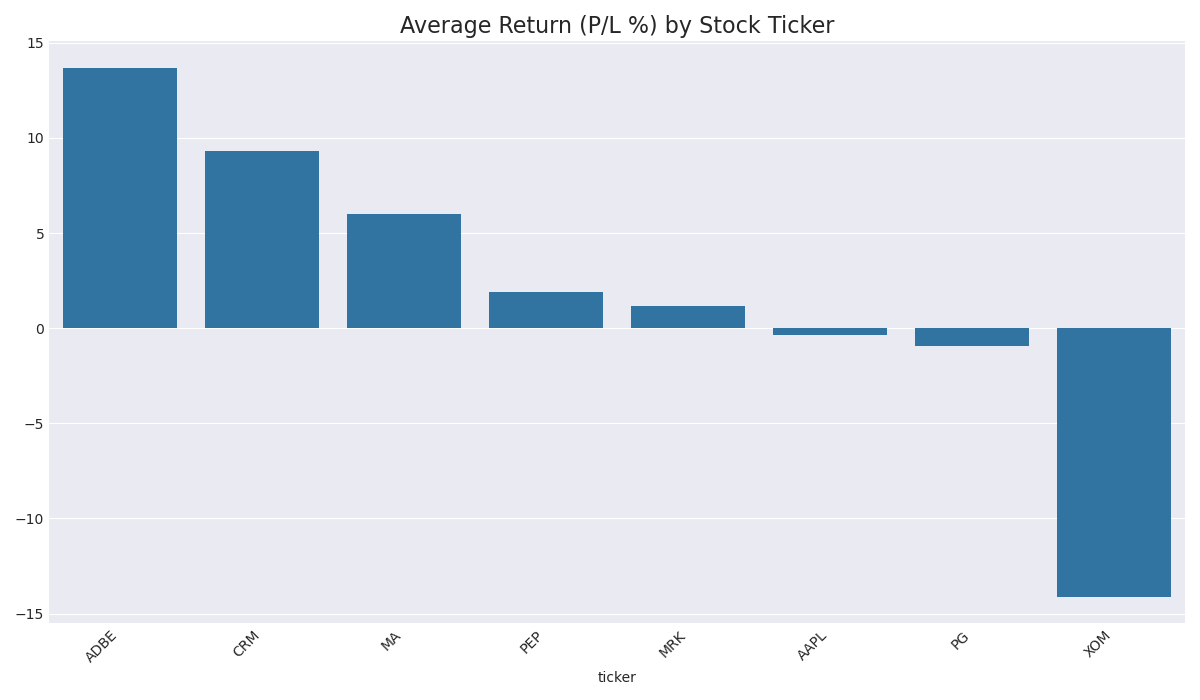 Average Return (P/L %) by Stock Ticker
15
10
5
0
−5
−10
−15
ADBE
CRM
MA
PEP
MRK
AAPL
PG
XOM
ticker